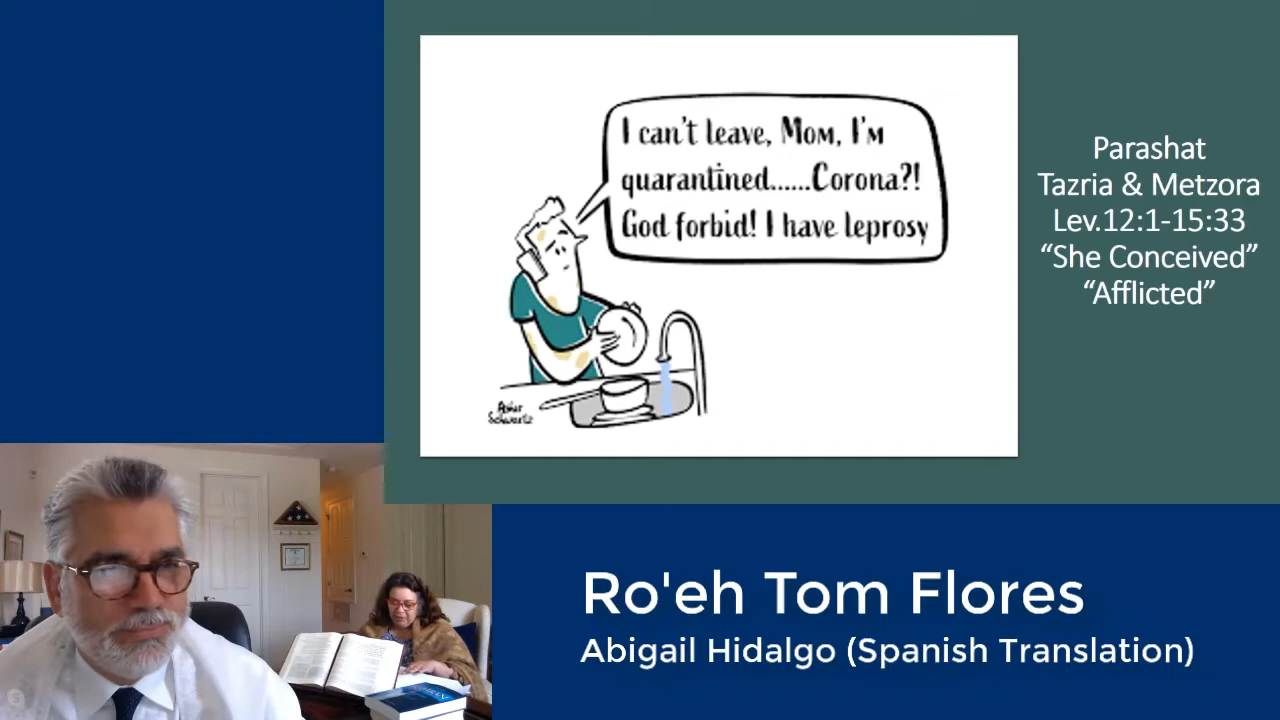 I can't leave, Mom, I'm
quarantined......Corona?!
God forbid! I have leprosy
Parashat
Tazria & Metzora
Lev.12:1-15:33
“She Conceived”
“Afflicted”
Schwartz
Ro'eh Tom Flores
Abigail Hidalgo (Spanish Translation)